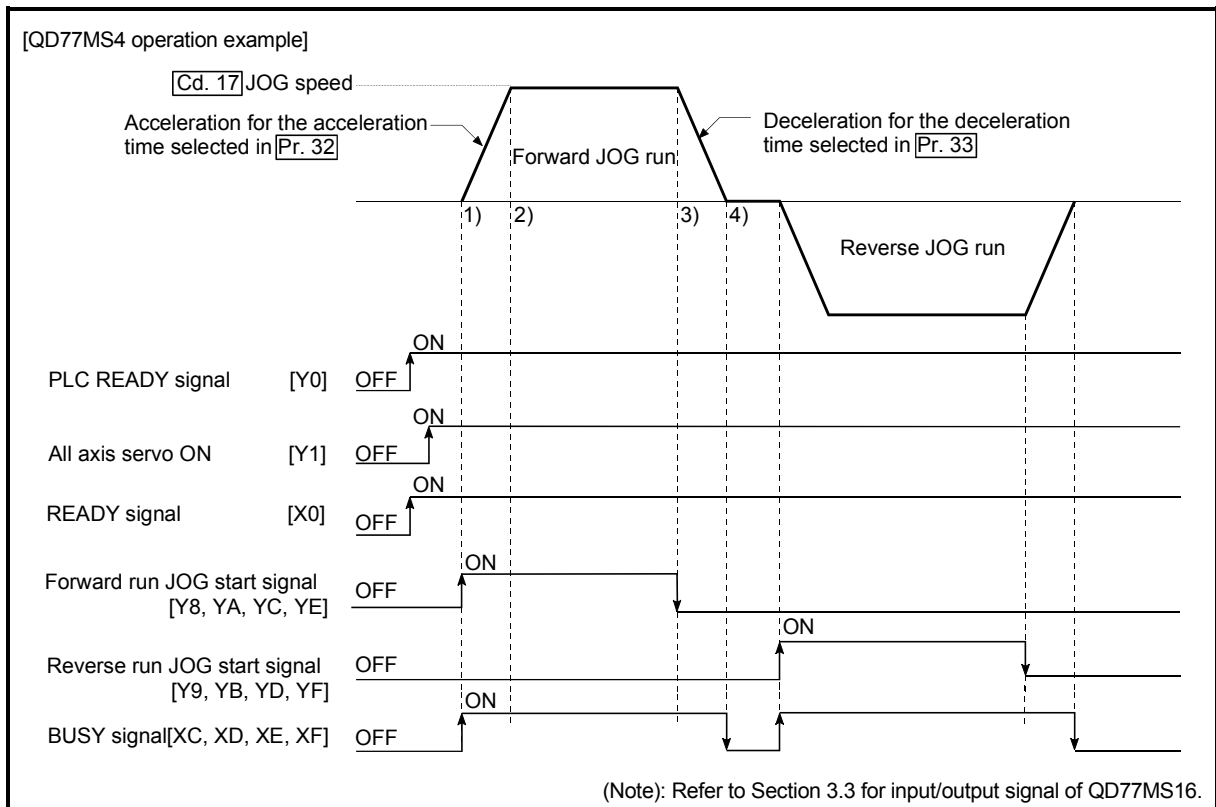 [QD77MS4 operation example]
Cd. 17 JOG speed
Acceleration for the acceleration
time selected in Pr. 32
Forward JOG run
Deceleration for the deceleration
time selected in Pr. 33
1) 2) 3) 4)
Reverse JOG run
ON
PLC READY signal [Y0] OFF
ON
All axis servo ON [Y1] OFF
ON
READY signal [X0] OFF
ON
Forward run JOG start signal OFF
[Y8, YA, YC, YE]
ON
Reverse run JOG start signal OFF
[Y9, YB, YD, YF]
ON
BUSY signal[XC, XD, XE, XF] OFF
(Note): Refer to Section 3.3 for input/output signal of QD77MS16.